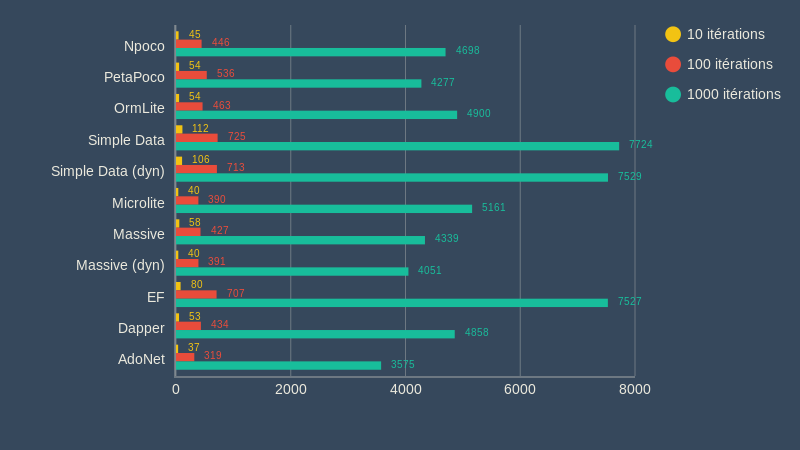 10 itérations
100 itérations
1000 itérations
Npoco 45 446 4698
PetaPoco 54 536 4277
OrmLite 54 463 4900
Simple Data 112 725 7724
Simple Data (dyn) 106 713 7529
Microlite 40 390 5161
Massive 58 427 4339
Massive (dyn) 40 391 4051
EF 80 707 7527
Dapper 53 434 4858
AdoNet 37 319 3575
0 2000 4000 6000 8000